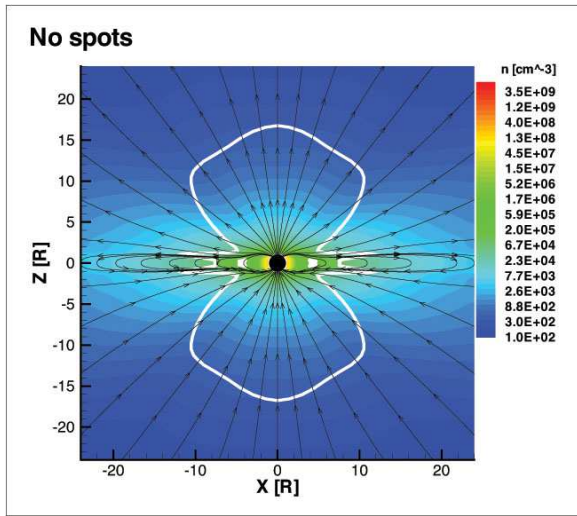 No spots
n [cm^-3]
3.5E+09
1.2E+09
4.0E+08
1.3E+08
4.5E+07
1.5E+07
5.2E+06
1.7E+06
5.9E+05
2.0E+05
6.7E+04
2.3E+04
7.7E+03
2.6E+03
8.8E+02
3.0E+02
1.0E+02
Z [R]
20
15
10
5
0
-5
-10
-15
-20
-20 -10 0 10 20
X [R]